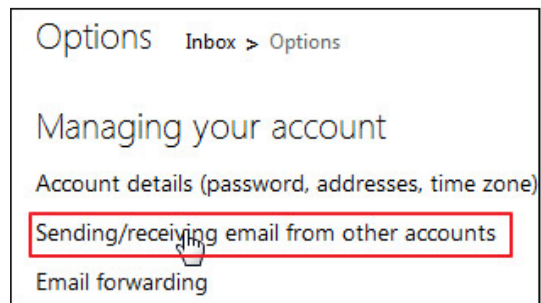 Options Inbox > Options
Managing your account
Account details (password, addresses, time zone)
Sending/receiving email from other accounts
Email forwarding